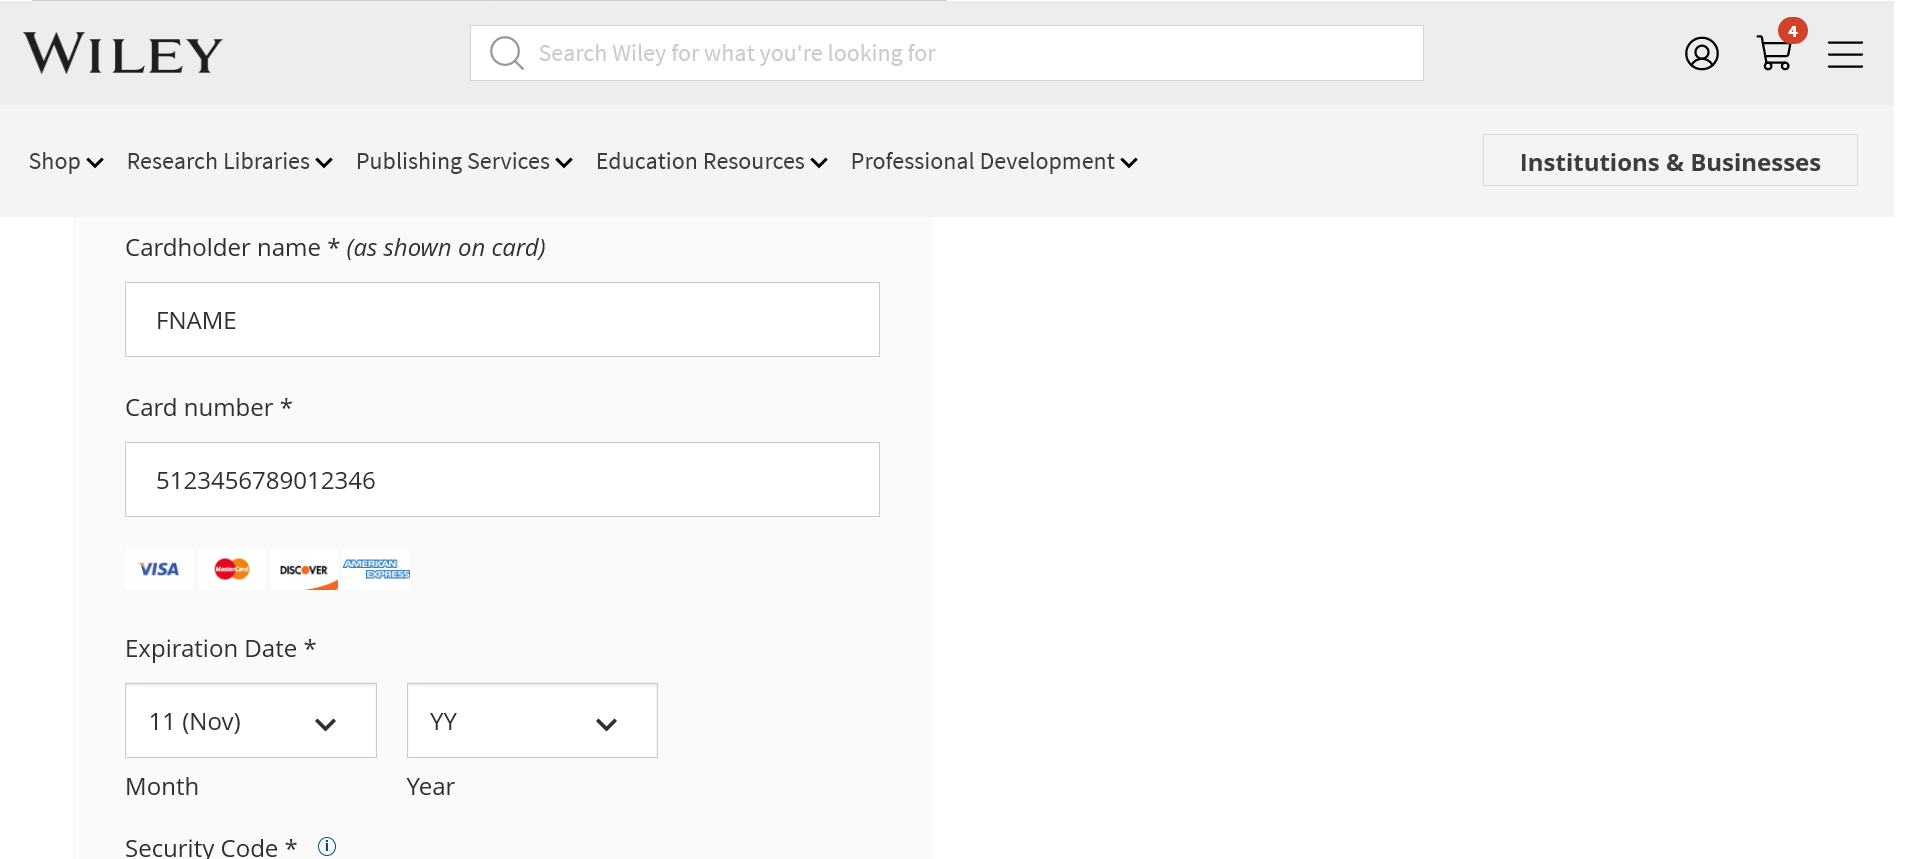 WILEY
Search Wiley for what you're looking for
4
Shop Research Libraries Publishing Services Education Resources Professional Development Institutions & Businesses
Cardholder name * (as shown on card)
FNAME
Card number *
5123456789012346
VISA MasterCard DISCOVER AMERICAN EXPRESS
Expiration Date *
11 (Nov) YY
Month Year
Security Code * i